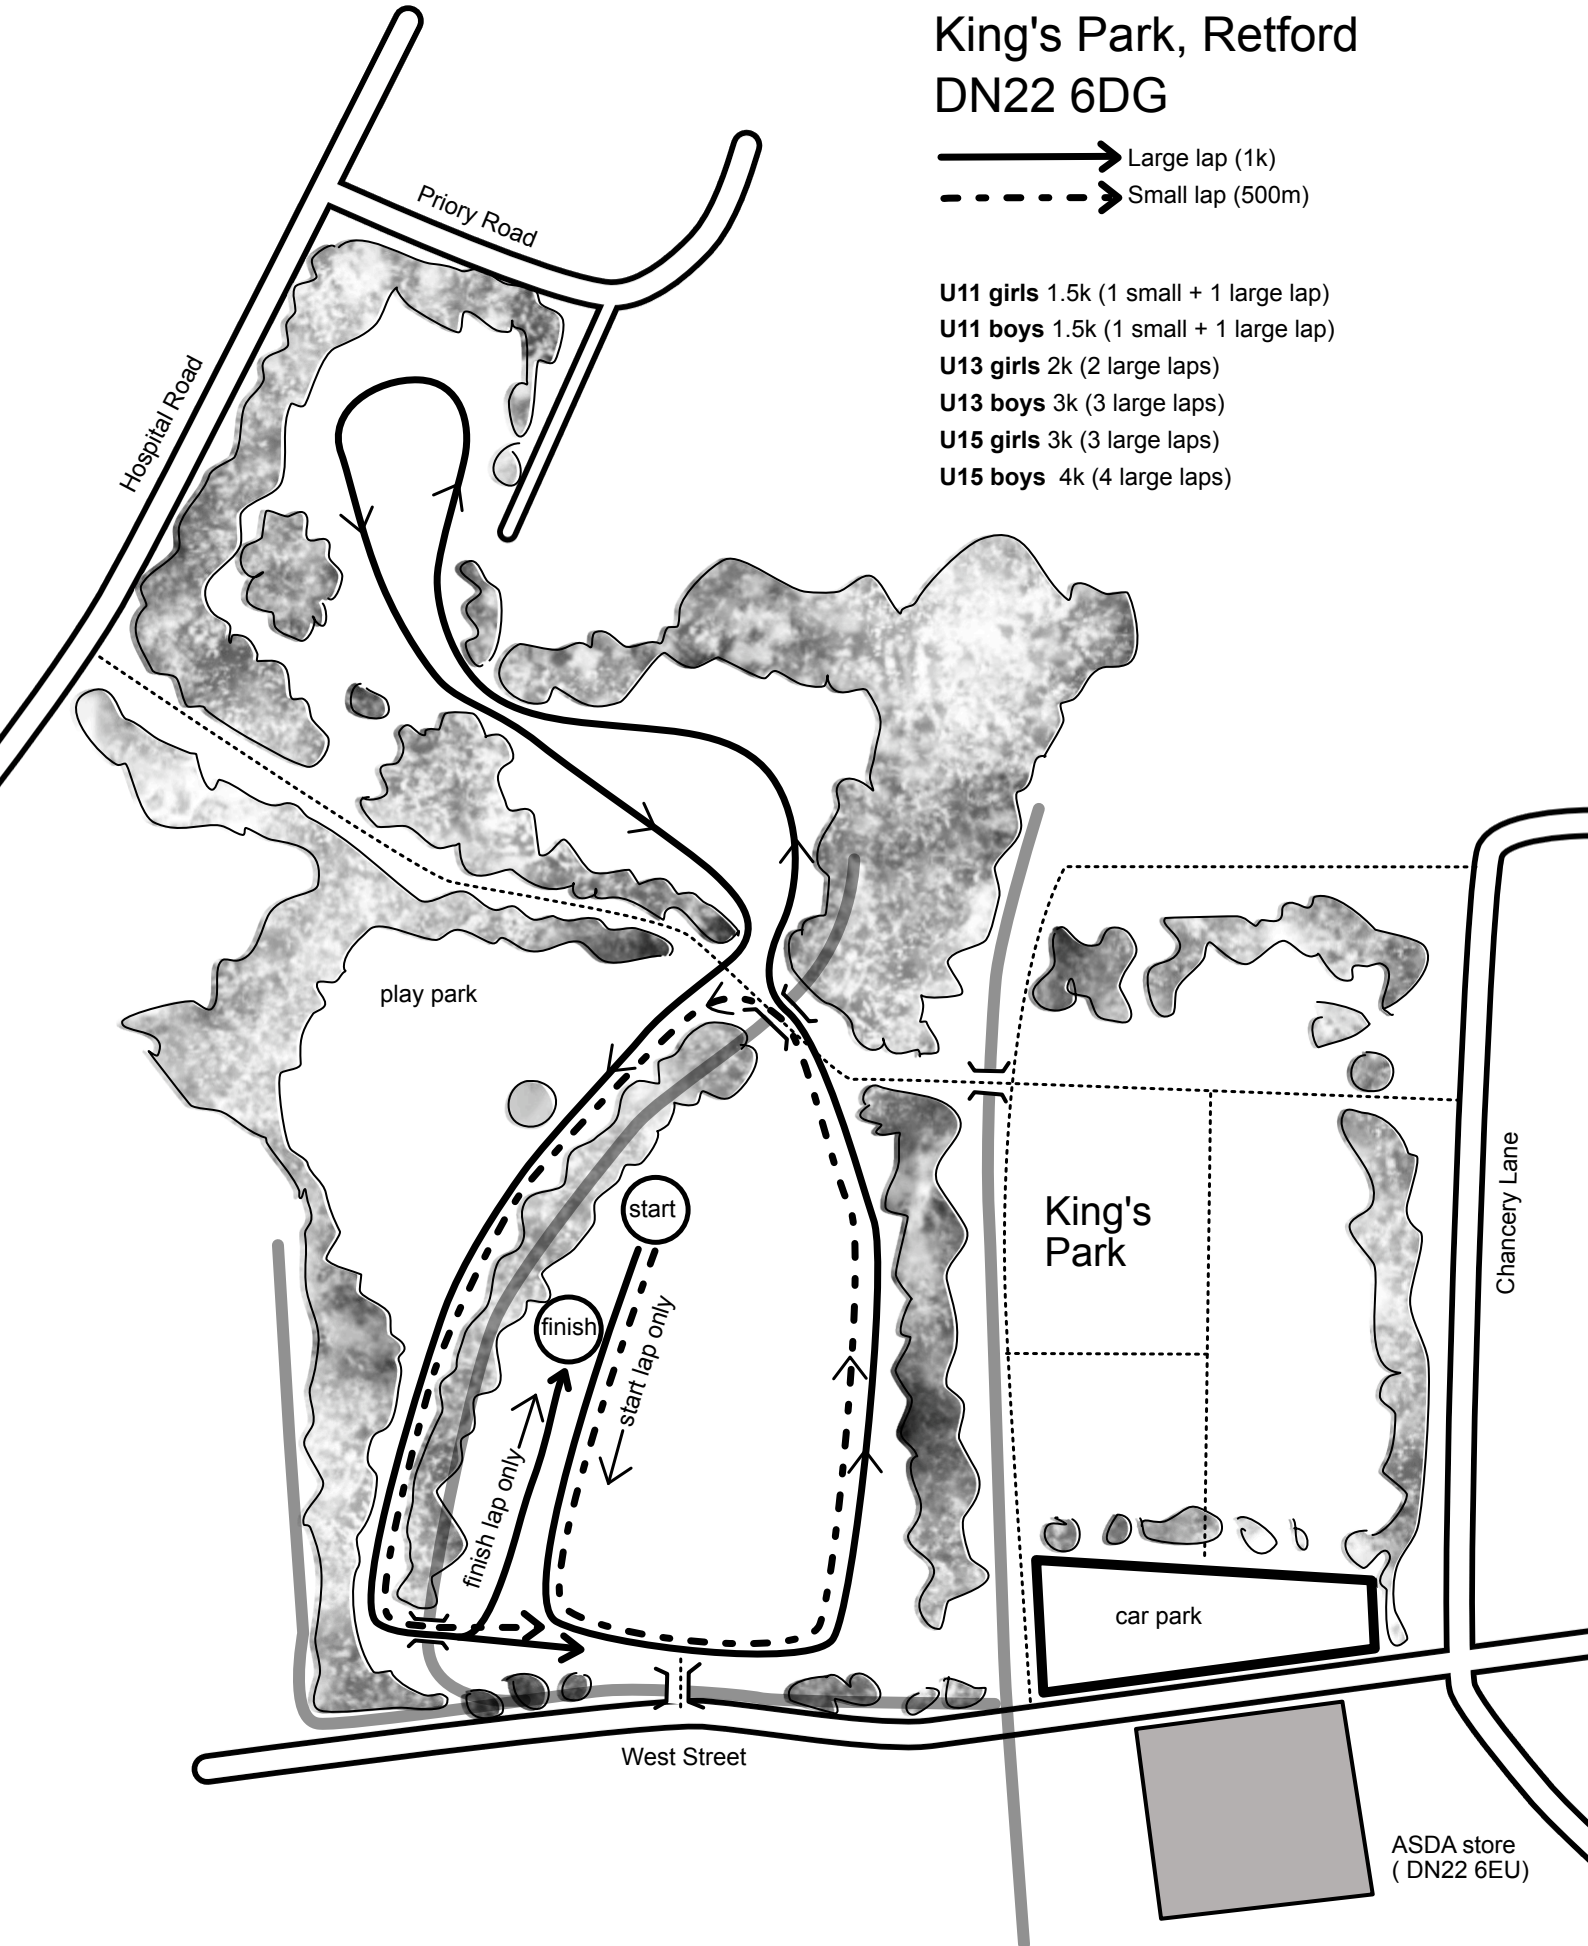 King's Park, Retford
DN22 6DG
Large lap (1k)
Small lap (500m)
U11 girls 1.5k (1 small + 1 large lap)
U11 boys 1.5k (1 small + 1 large lap)
U13 girls 2k (2 large laps)
U13 boys 3k (3 large laps)
U15 girls 3k (3 large laps)
U15 boys  4k (4 large laps)
Priory Road
Hospital Road
play park
start
finish
start lap only
finish lap only
King's
Park
Chancery Lane
car park
West Street
ASDA store
( DN22 6EU)